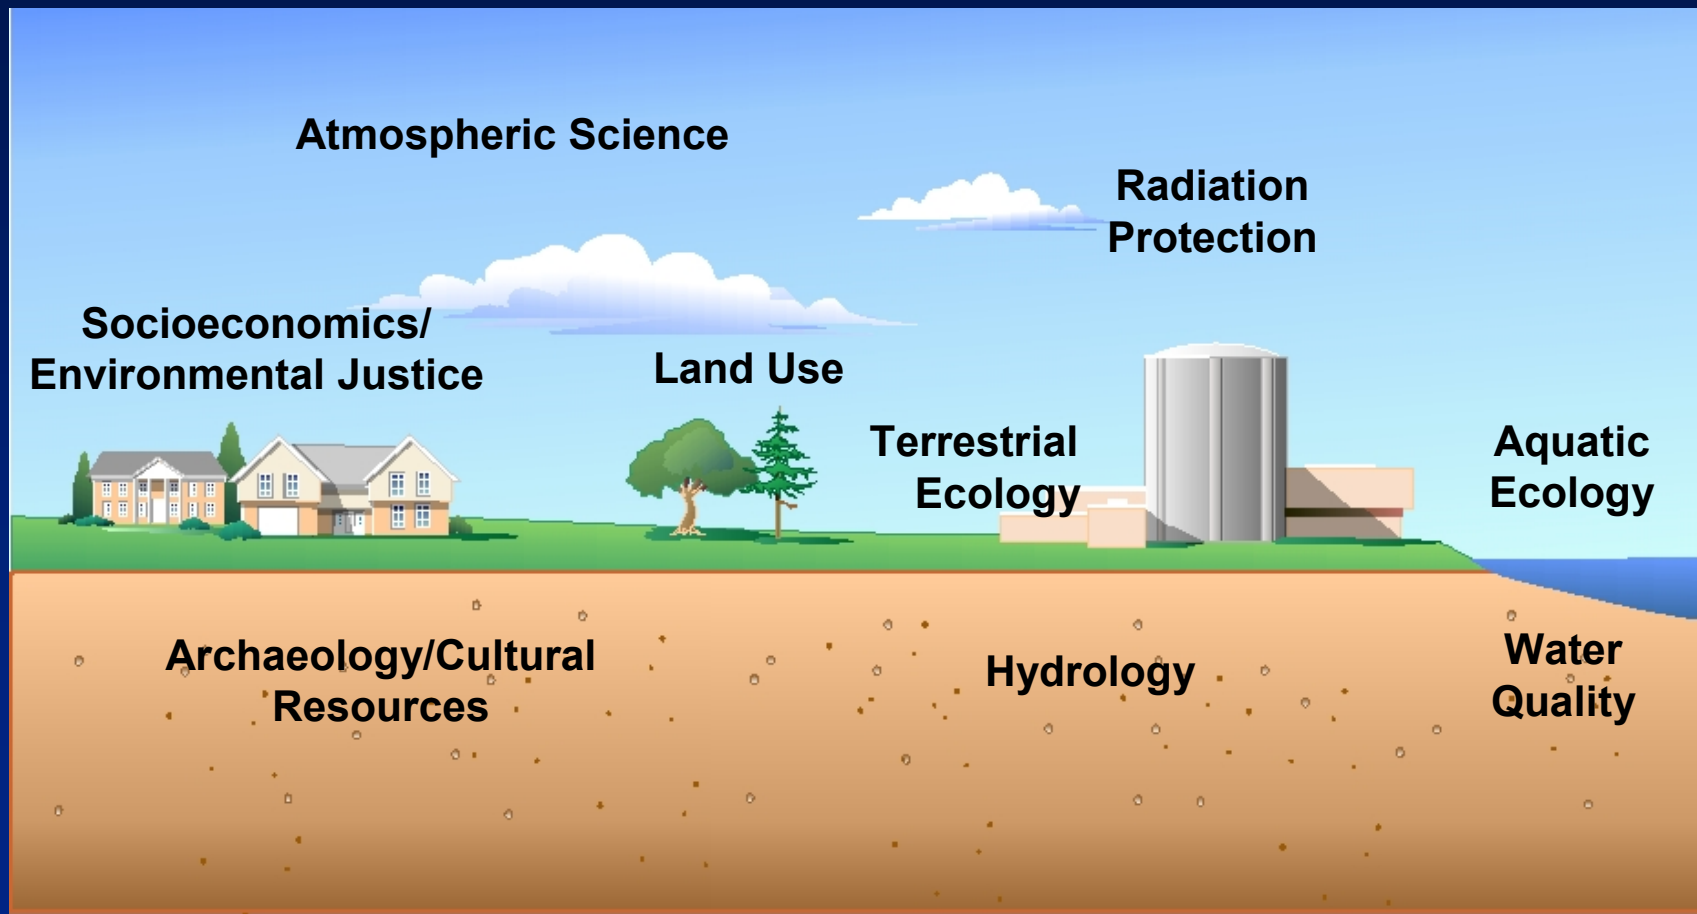 Atmospheric Science
Radiation
Protection
Socioeconomics/
Environmental Justice
Land Use
Terrestrial
Ecology
Aquatic
Ecology
Archaeology/Cultural
Resources
Hydrology
Water
Quality